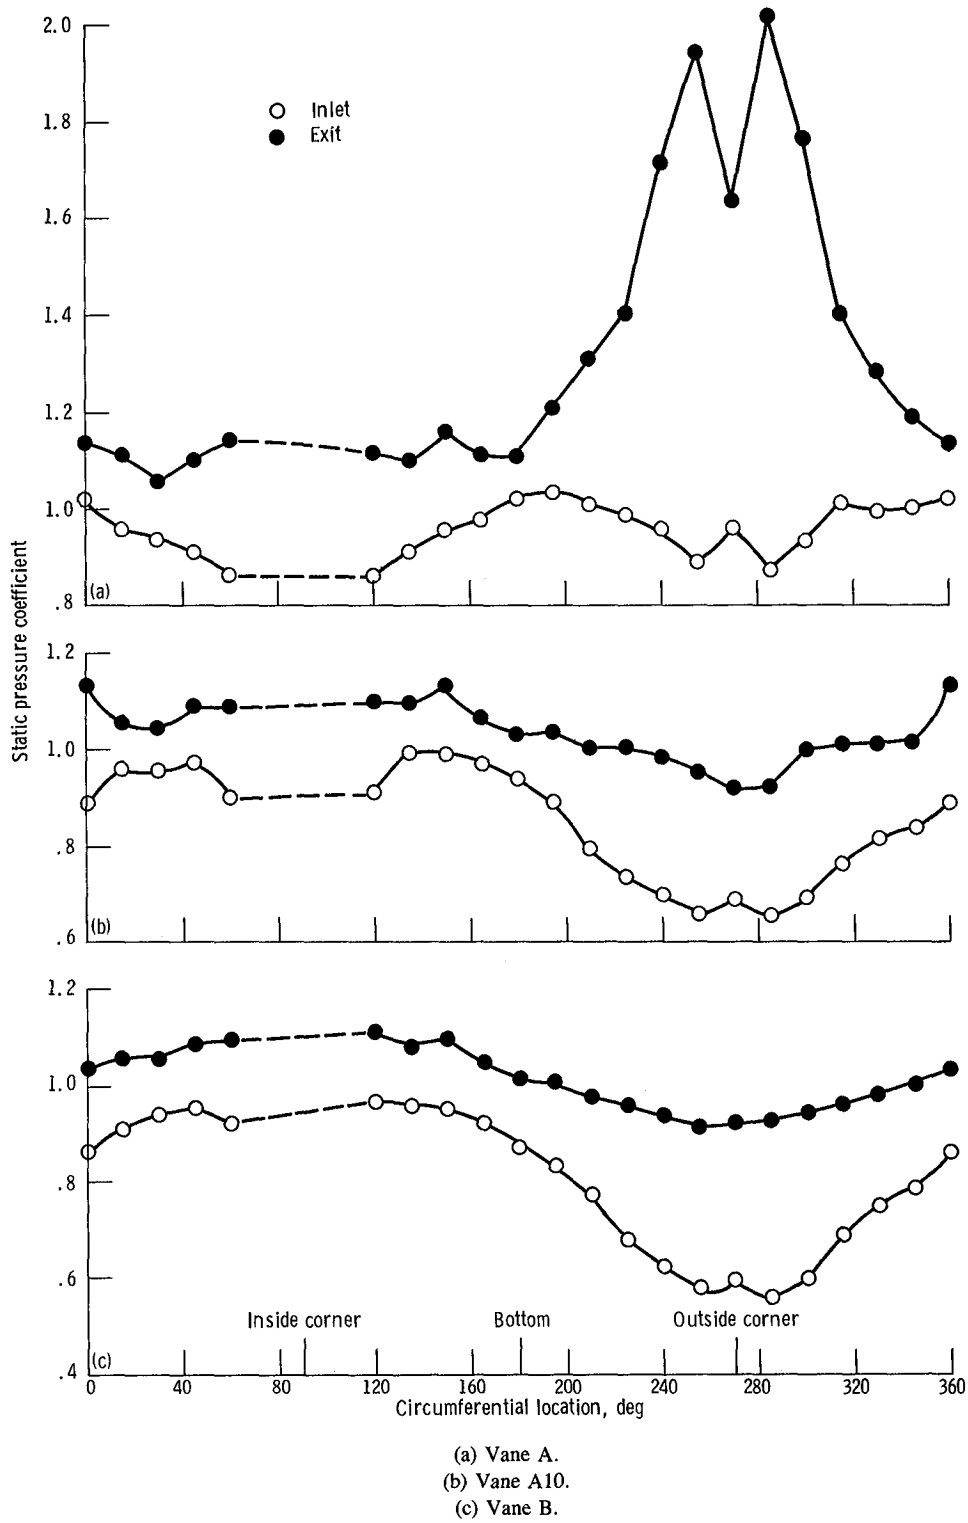 2.0
Inlet
Exit
1.8
1.6
1.4
1.2
1.0
.8
(a)
Static pressure coefficient
1.2
1.0
.8
.6
(b)
1.2
1.0
.8
.6
Inside corner Bottom Outside corner
.4
(c)
0 40 80 120 160 200 240 280 320 360
Circumferential location, deg
(a) Vane A.
(b) Vane A10.
(c) Vane B.